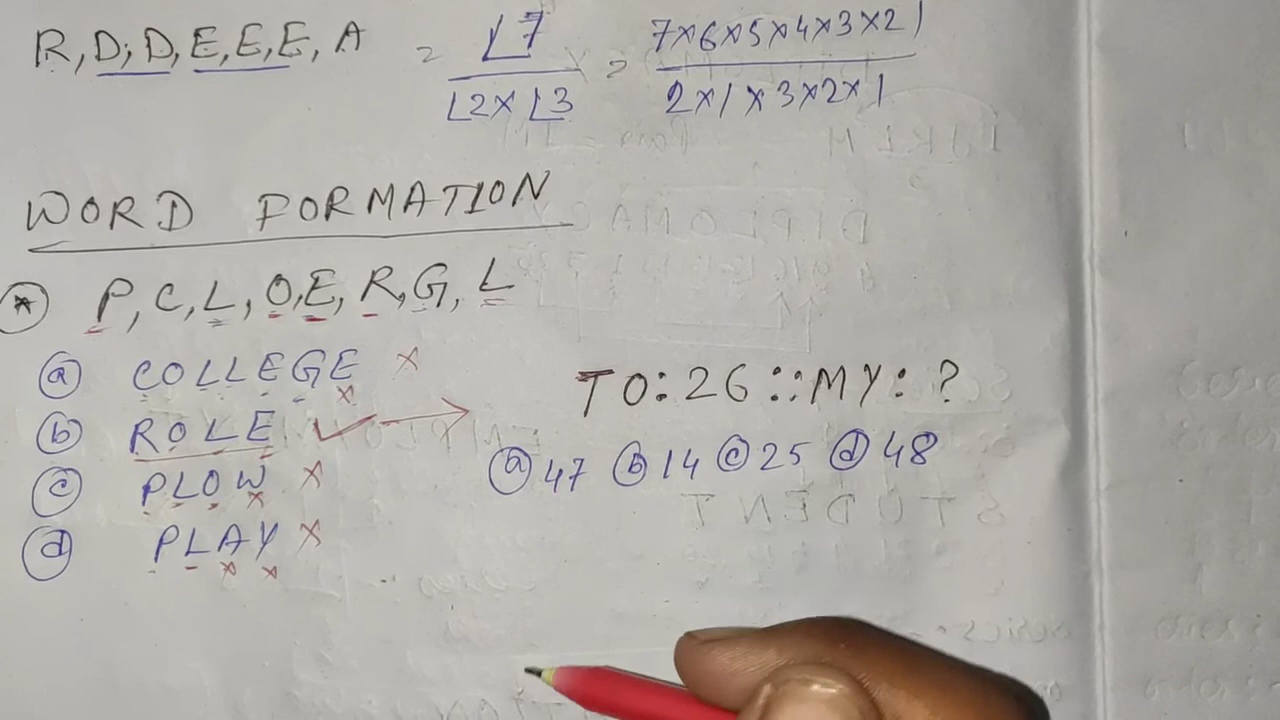 R, D, D, E, E, E, A = ⌊7 / ⌊2 × ⌊3 = 7×6×5×4×3×2 1 / 2×1×3×2×1
WORD FORMATION
* P, C, L, O, E, R, G, L
a COLLEGE ×
b ROLE ✓ →
c PLOW ×
d PLAY ×
TO:26::MY:?
a 47 b 14 c 25 d 48